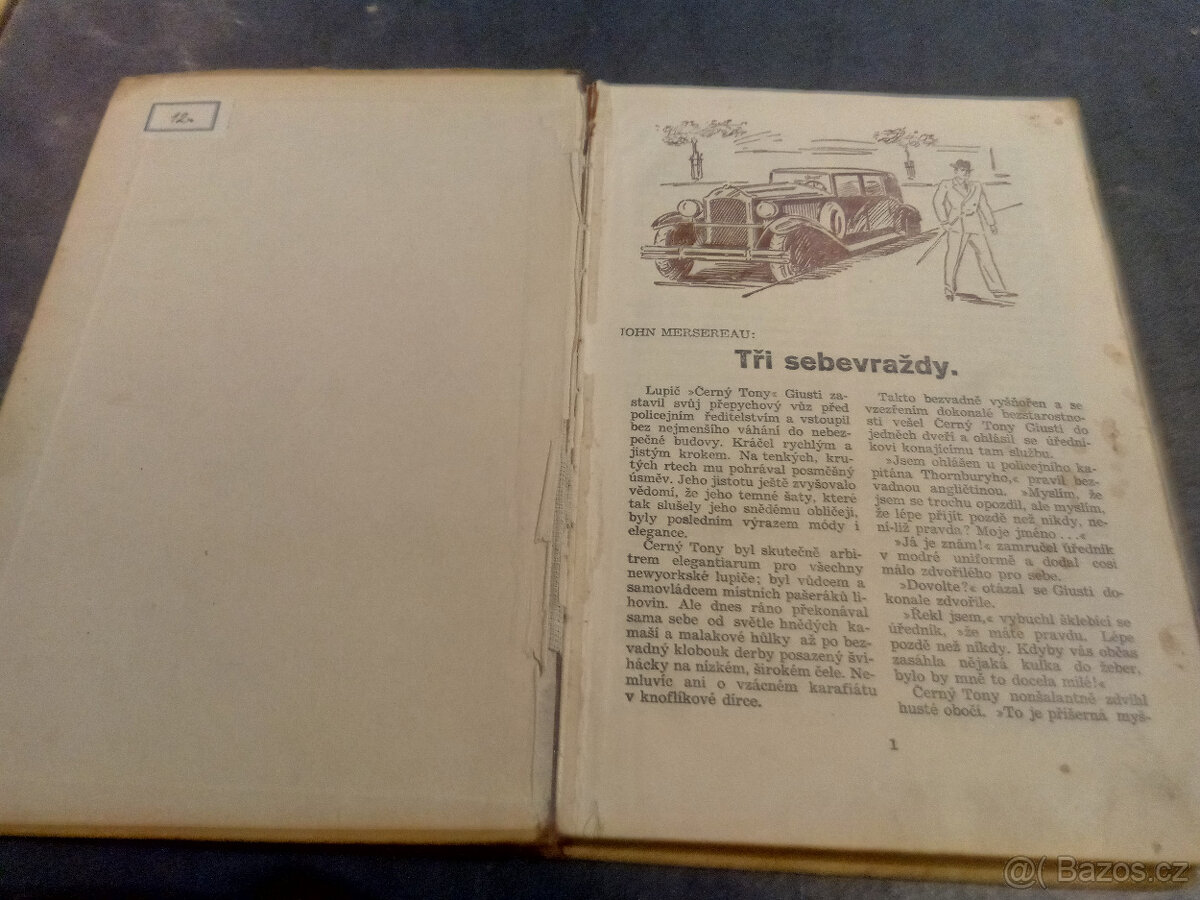 12.
JOHN MERSEREAU:
Tři sebevraždy.
Lupič »Černý Tony« Giusti za-
stavil svůj přepychový vůz před
policejním ředitelstvím a vstoupil
bez nejmenšího váhání do nebez-
pečné budovy. Kráčel rychlým a
jistým krokem. Na tenkých, kru-
tých rtech mu pohrával posměšný
úsměv. Jeho jistotu ještě zvyšovalo
vědomí, že jeho temné šaty, které
tak slušely jeho snědému obličeji,
byly posledním výrazem módy i
elegance.
Černý Tony byl skutečně arbi-
trem elegantiarum pro všechny
newyorkské lupiče; byl vůdcem a
samovládcem místních pašeráků li-
hovin. Ale dnes ráno překonával
sama sebe od světle hnědých ka-
maší a malakové hůlky až po bez-
vadný klobouk derby posazený švi-
hácky na nízkém, širokém čele. Ne-
mluvíc ani o vzácném karafiátu
v knoflíkové dírce.
Takto bezvadně vyšňořen a se
vzezřením dokonalé bezstarostno-
sti vešel Černý Tony Giusti do
jedněch dveří a ohlásil se úředni-
kovi konajícímu tam službu.
»Jsem ohlášen u policejního ka-
pitána Thornburyho,« pravil bez-
vadnou angličtinou. »Myslím, že
jsem se trochu opozdil, ale myslím,
že lépe přijít pozdě než nikdy, ne-
ní-liž pravda? Moje jméno . . .«
»Já je znám!« zamručel úředník
v modré uniformě a dodal cosi
málo zdvořilého pro sebe.
»Dovolte?« otázal se Giusti do-
konale zdvořile.
»Řekl jsem,« vybuchl šklebící se
úředník, »že máte pravdu. Lépe
pozdě než nikdy. Kdyby vás občas
zasáhla nějaká kulka do žeber,
bylo by mně to docela milé!«
Černý Tony nonšalantně zdvihl
husté obočí. »To je příšerná myš-
1
@( Bazos.cz